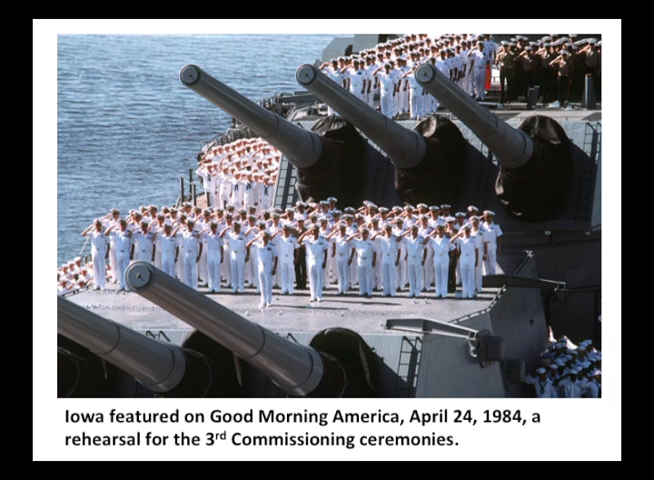 Iowa featured on Good Morning America, April 24, 1984, a
rehearsal for the 3rd Commissioning ceremonies.